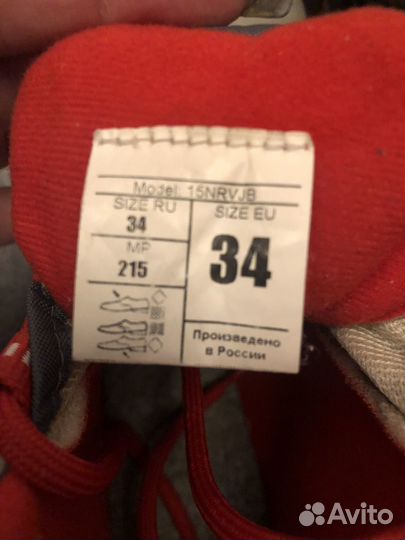 Model: 15NRVJB
SIZE RU
34
MP
215
SIZE EU
34
Произведено
в России
Avito